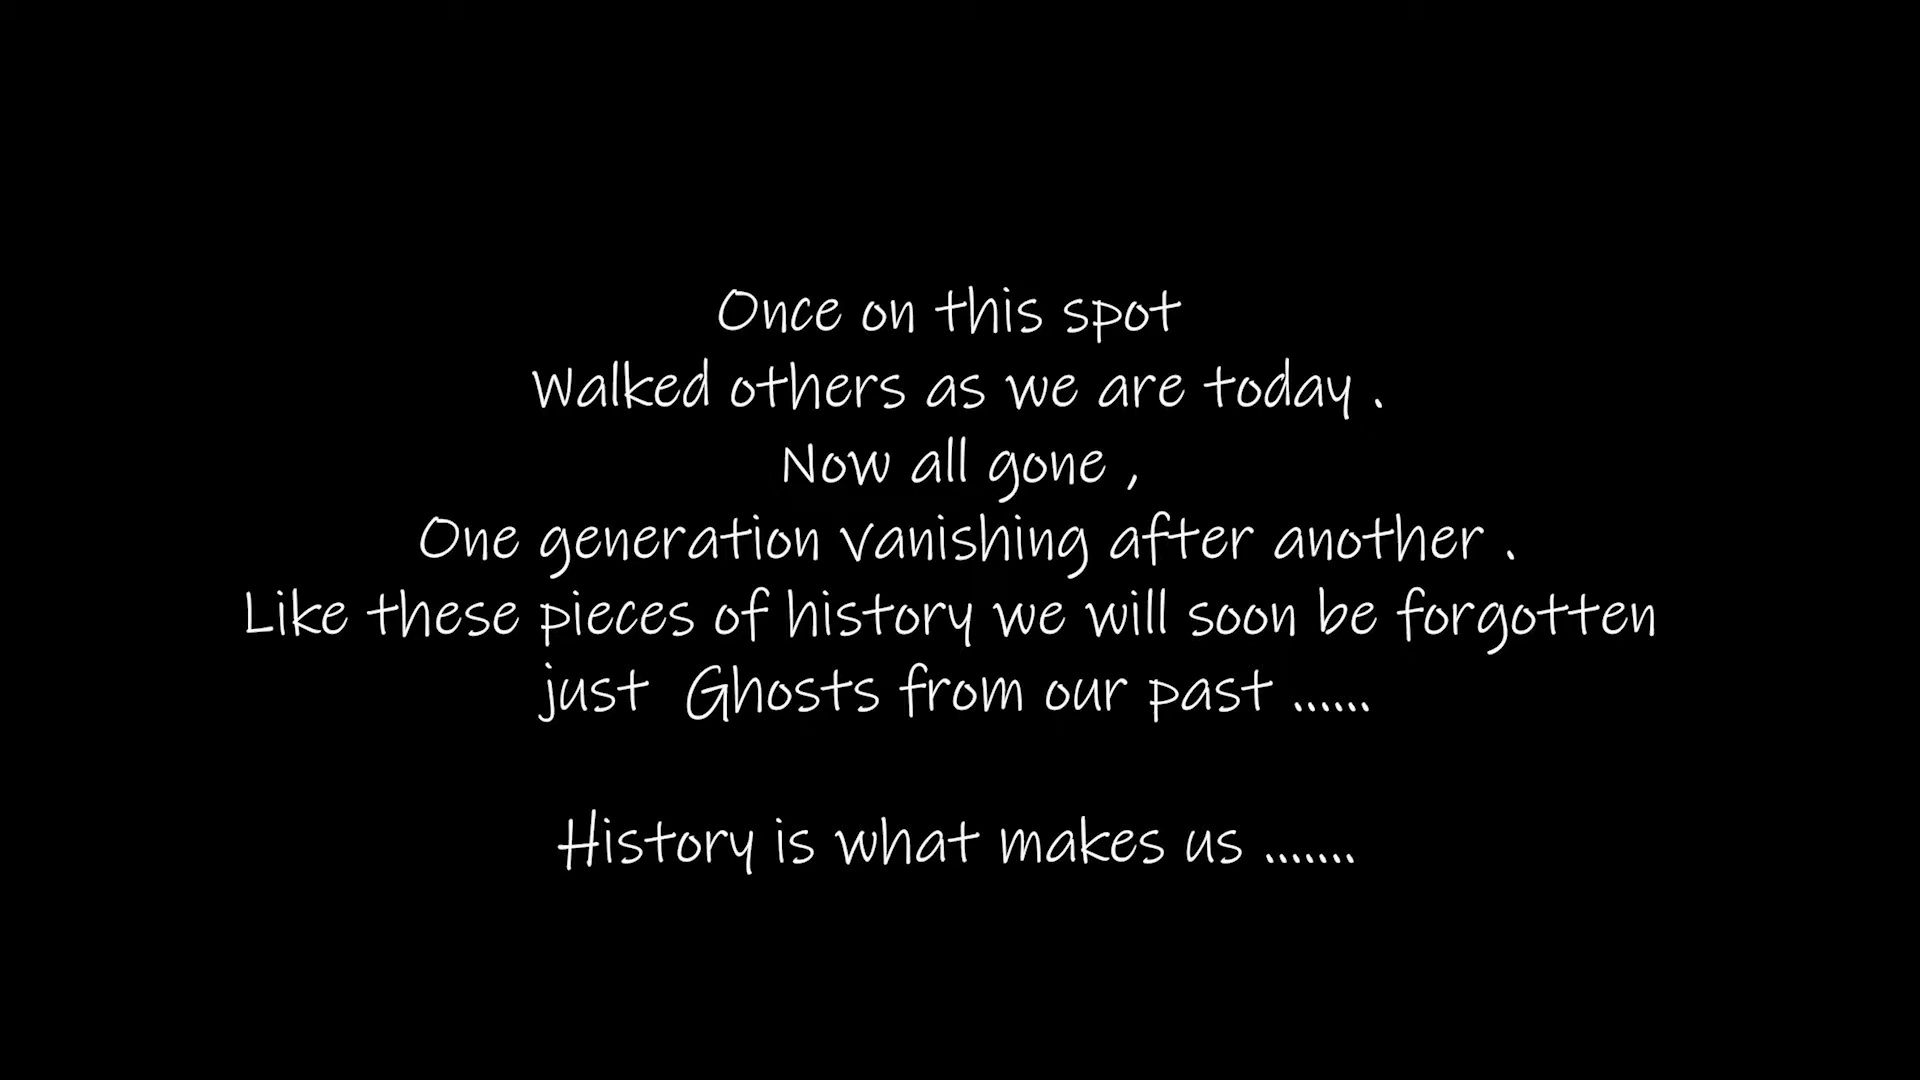 Once on this spot
Walked others as we are today .
Now all gone ,
One generation vanishing after another .
Like these pieces of history we will soon be forgotten
just  Ghosts from our past ......
History is what makes us .......